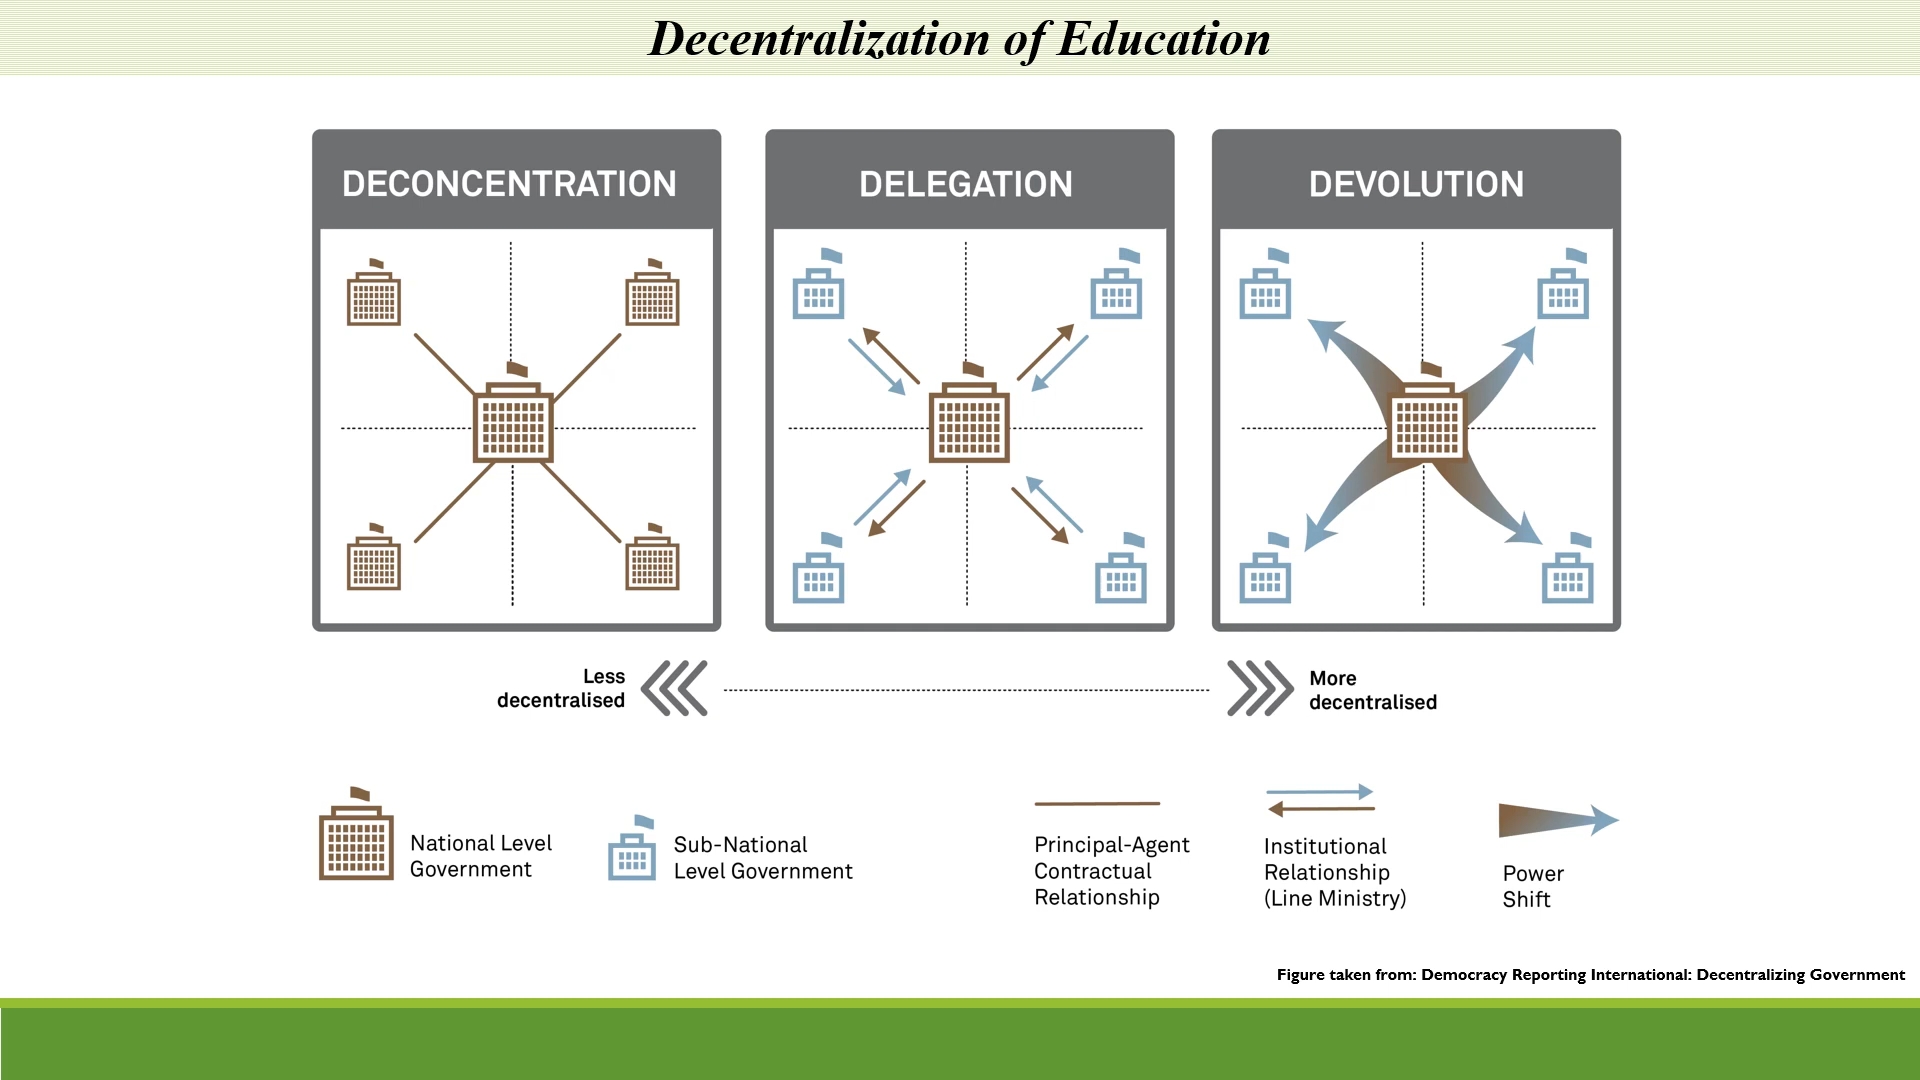 Decentralization of Education
DECONCENTRATION
DELEGATION
DEVOLUTION
Less
decentralised
More
decentralised
National Level
Government
Sub-National
Level Government
Principal-Agent
Contractual
Relationship
Institutional
Relationship
(Line Ministry)
Power
Shift
Figure taken from: Democracy Reporting International: Decentralizing Government